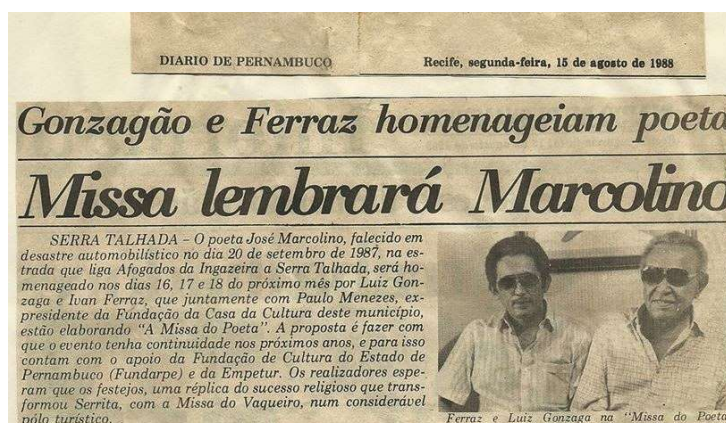 DIARIO DE PERNAMBUCO
Recife, segunda-feira, 15 de agosto de 1988
Gonzagão e Ferraz homenageiam poeta
Missa lembrará Marcolino
SERRA TALHADA - O poeta José Marcolino, falecido em
desastre automobilístico no dia 20 de setembro de 1987, na es-
trada que liga Afogados da Ingazeira a Serra Talhada, será ho-
menageado nos dias 16, 17 e 18 do próximo mês por Luiz Gon-
zaga e Ivan Ferraz, que juntamente com Paulo Menezes, ex-
presidente da Fundação da Casa da Cultura deste município,
estão elaborando "A Missa do Poeta". A proposta é fazer com
que o evento tenha continuidade nos próximos anos, e para isso
contam com o apoio da Fundação de Cultura do Estado de
Pernambuco (Fundarpe) e da Empetur. Os realizadores espe-
ram que os festejos, uma réplica do sucesso religioso que trans-
formou Serrita, com a Missa do Vaqueiro, num considerável
pólo turístico.
Ferraz e Luiz Gonzaga na "Missa do Poeta